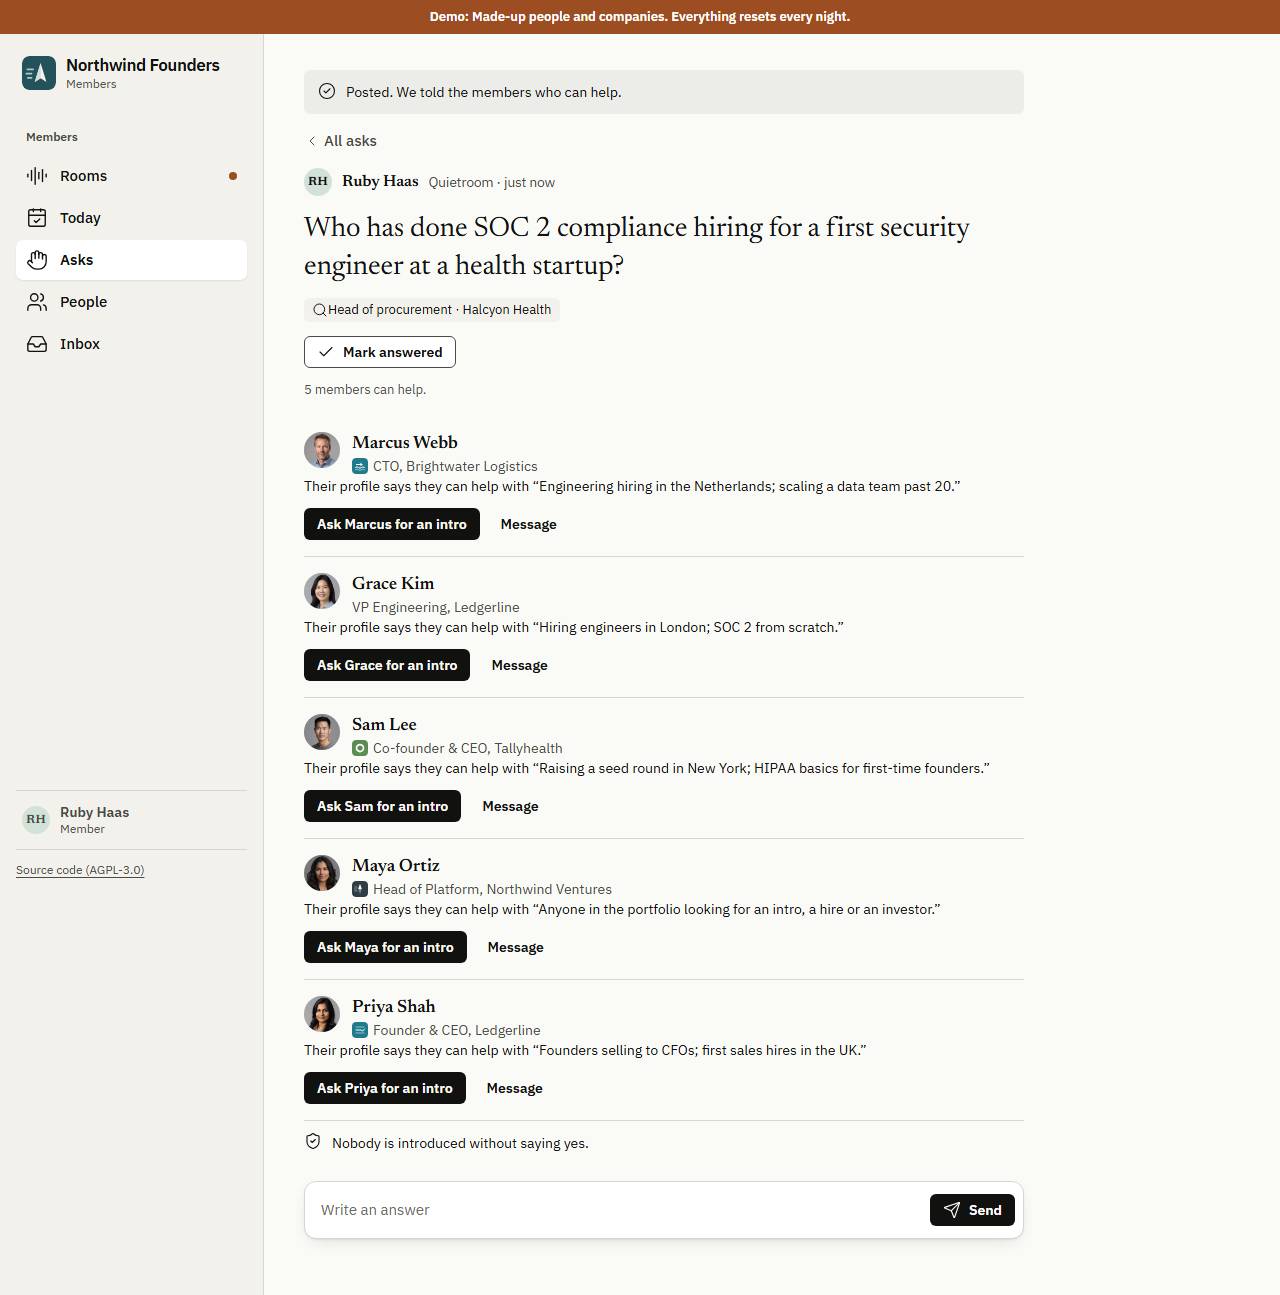 Demo: Made-up people and companies. Everything resets every night.
Northwind Founders
Members
Members
Rooms
Today
Asks
People
Inbox
RH
Ruby Haas
Member
Source code (AGPL-3.0)
Posted. We told the members who can help.
All asks
RH Ruby Haas Quietroom · just now
Who has done SOC 2 compliance hiring for a first security
engineer at a health startup?
Head of procurement · Halcyon Health
Mark answered
5 members can help.
Marcus Webb
CTO, Brightwater Logistics
Their profile says they can help with “Engineering hiring in the Netherlands; scaling a data team past 20.”
Ask Marcus for an intro Message
Grace Kim
VP Engineering, Ledgerline
Their profile says they can help with “Hiring engineers in London; SOC 2 from scratch.”
Ask Grace for an intro Message
Sam Lee
Co-founder & CEO, Tallyhealth
Their profile says they can help with “Raising a seed round in New York; HIPAA basics for first-time founders.”
Ask Sam for an intro Message
Maya Ortiz
Head of Platform, Northwind Ventures
Their profile says they can help with “Anyone in the portfolio looking for an intro, a hire or an investor.”
Ask Maya for an intro Message
Priya Shah
Founder & CEO, Ledgerline
Their profile says they can help with “Founders selling to CFOs; first sales hires in the UK.”
Ask Priya for an intro Message
Nobody is introduced without saying yes.
Write an answer
Send